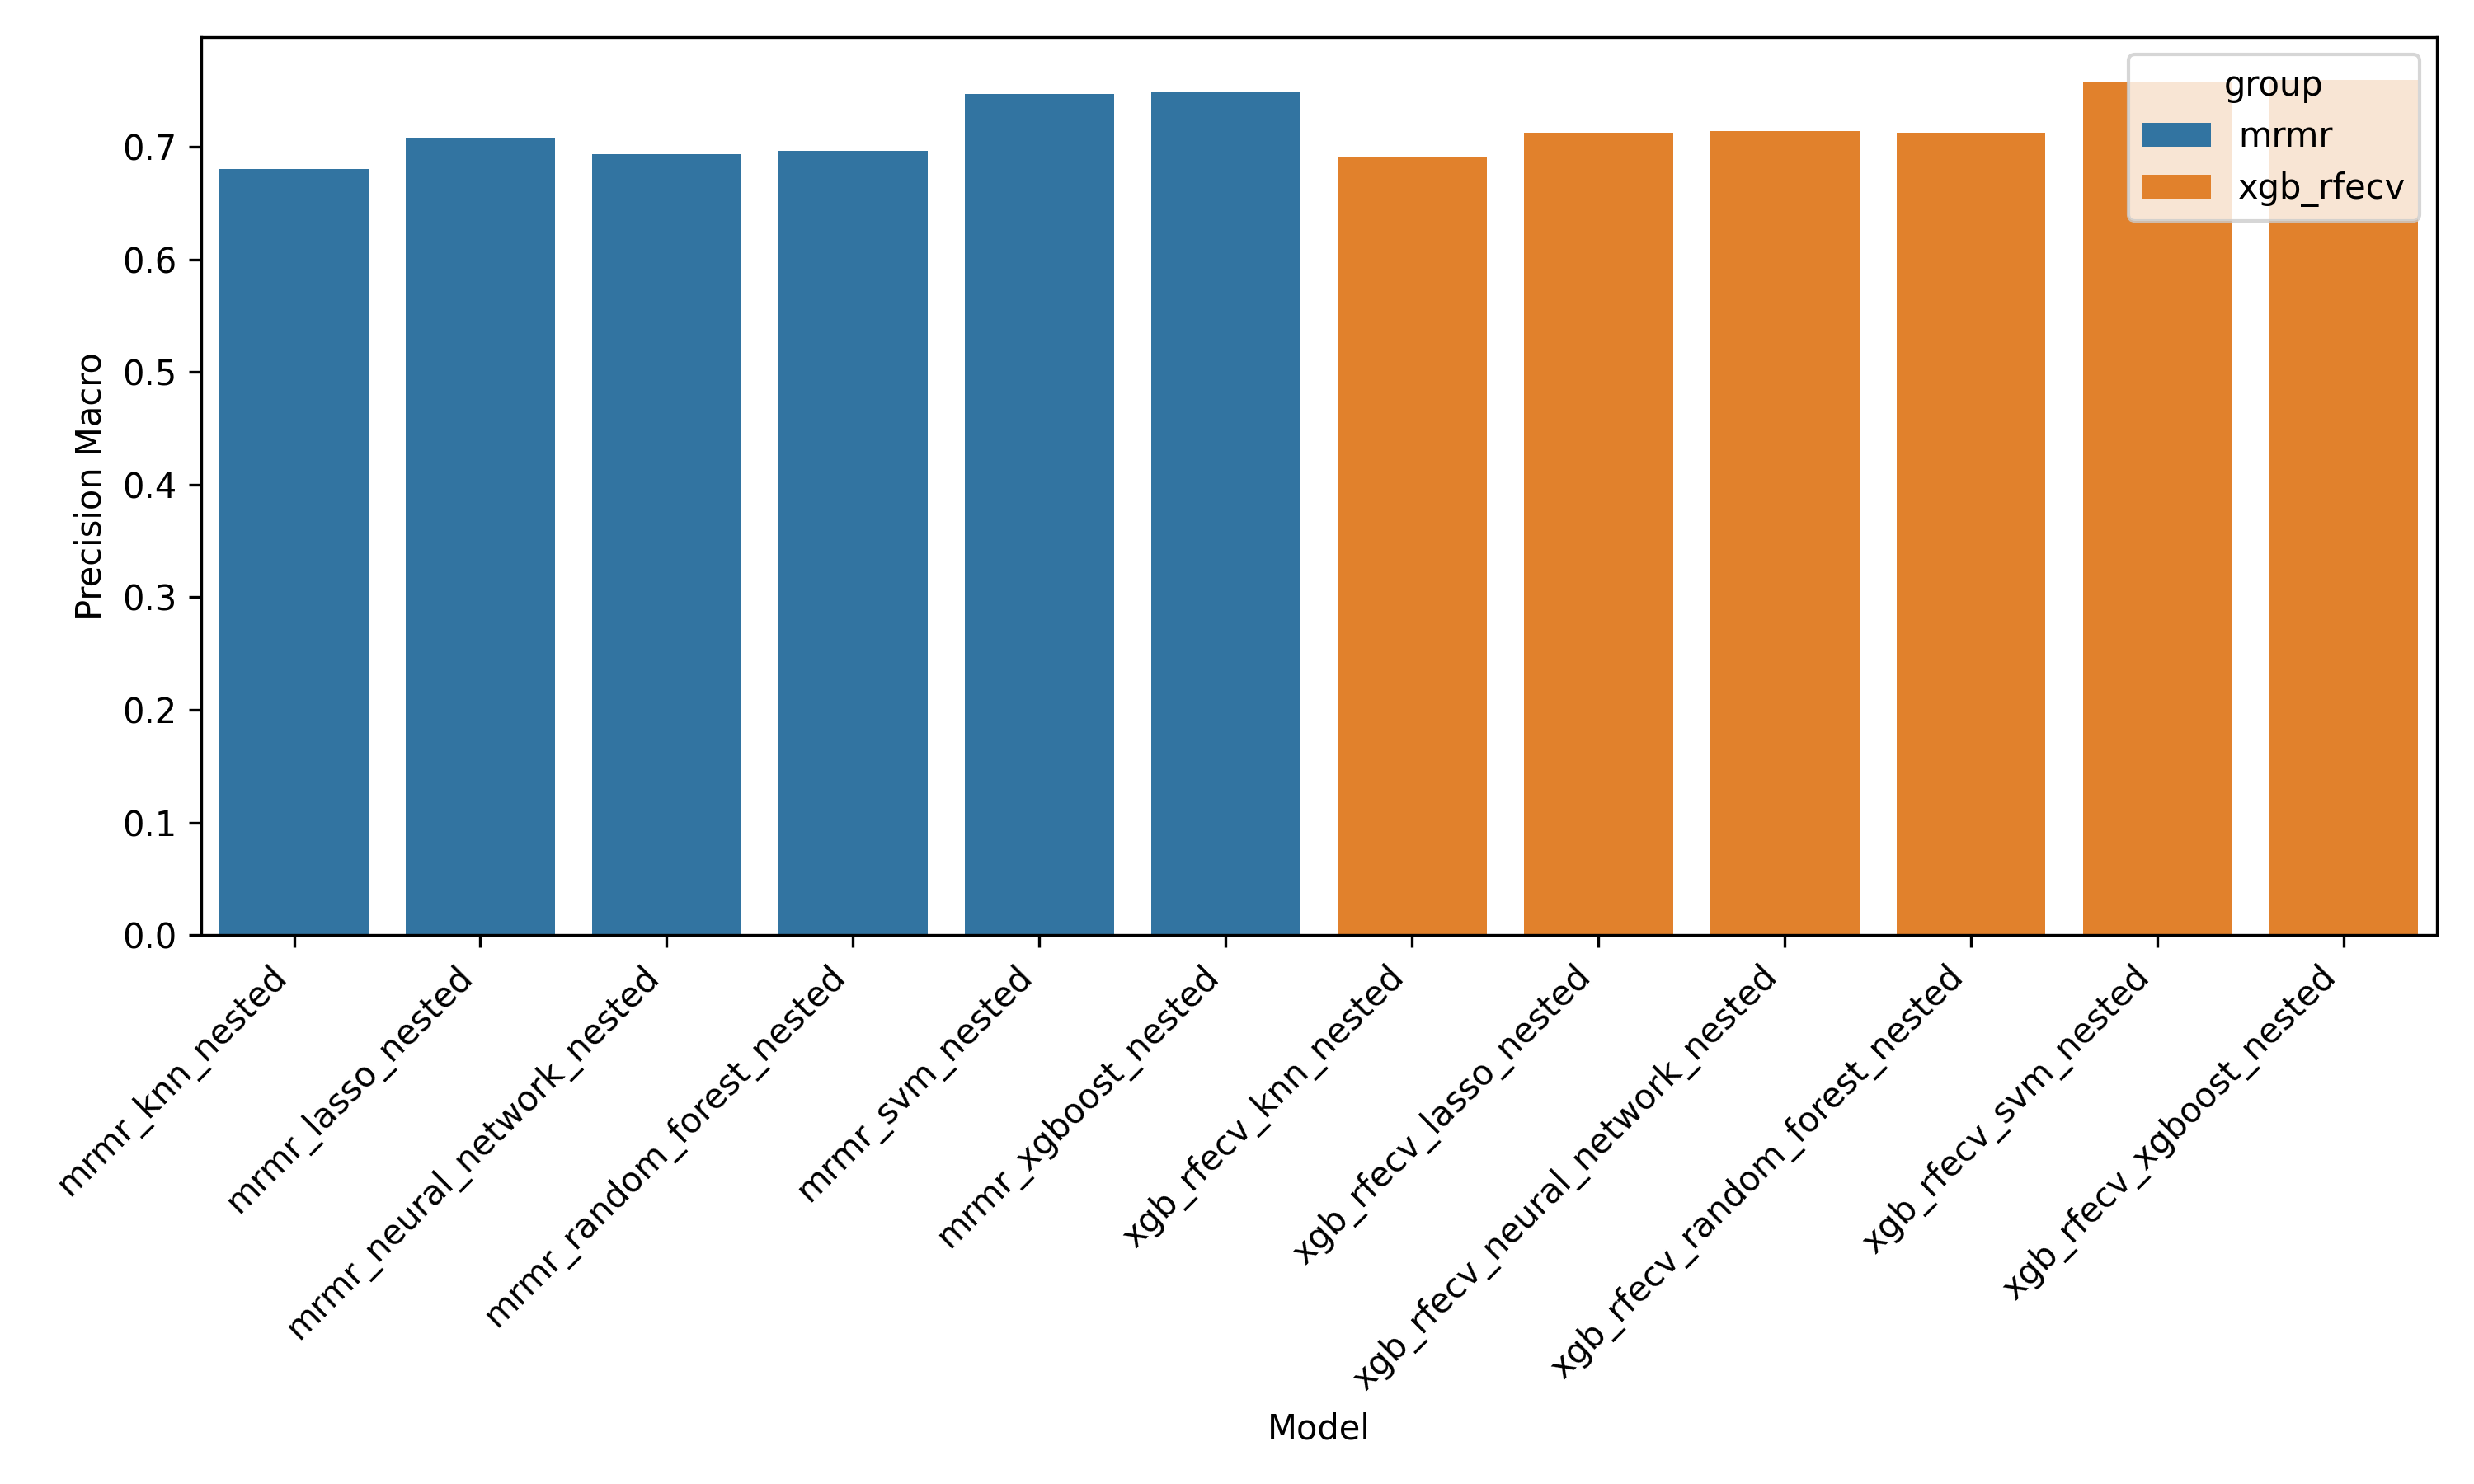 group
mrmr
xgb_rfecv
Precision Macro
0.7
0.6
0.5
0.4
0.3
0.2
0.1
0.0
mrmr_knn_nested
mrmr_lasso_nested
mrmr_neural_network_nested
mrmr_random_forest_nested
mrmr_svm_nested
mrmr_xgboost_nested
xgb_rfecv_knn_nested
xgb_rfecv_lasso_nested
xgb_rfecv_neural_network_nested
xgb_rfecv_random_forest_nested
xgb_rfecv_svm_nested
xgb_rfecv_xgboost_nested
Model